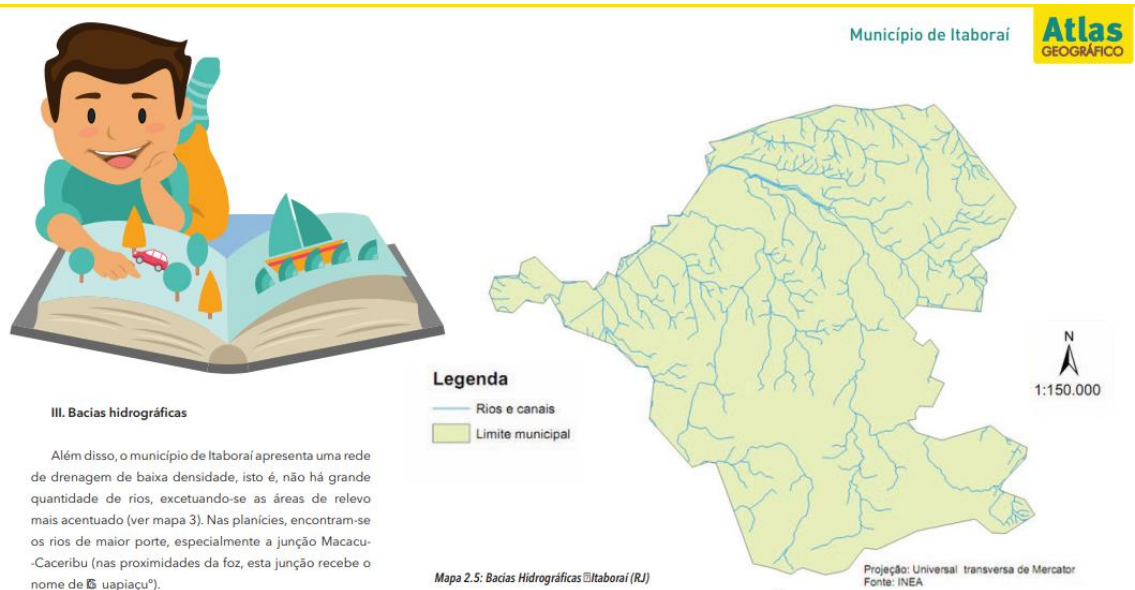 Município de Itaboraí
Atlas
GEOGRÁFICO
N
1:150.000
Legenda
Rios e canais
Limite municipal
III. Bacias hidrográficas
Além disso, o município de Itaboraí apresenta uma rede
de drenagem de baixa densidade, isto é, não há grande
quantidade de rios, excetuando-se as áreas de relevo
mais acentuado (ver mapa 3). Nas planícies, encontram-se
os rios de maior porte, especialmente a junção Macacu-
-Caceribu (nas proximidades da foz, esta junção recebe o
nome de uapiaçu°).
Mapa 2.5: Bacias Hidrográficas Itaboraí (RJ)
Projeção: Universal transversa de Mercator
Fonte: INEA